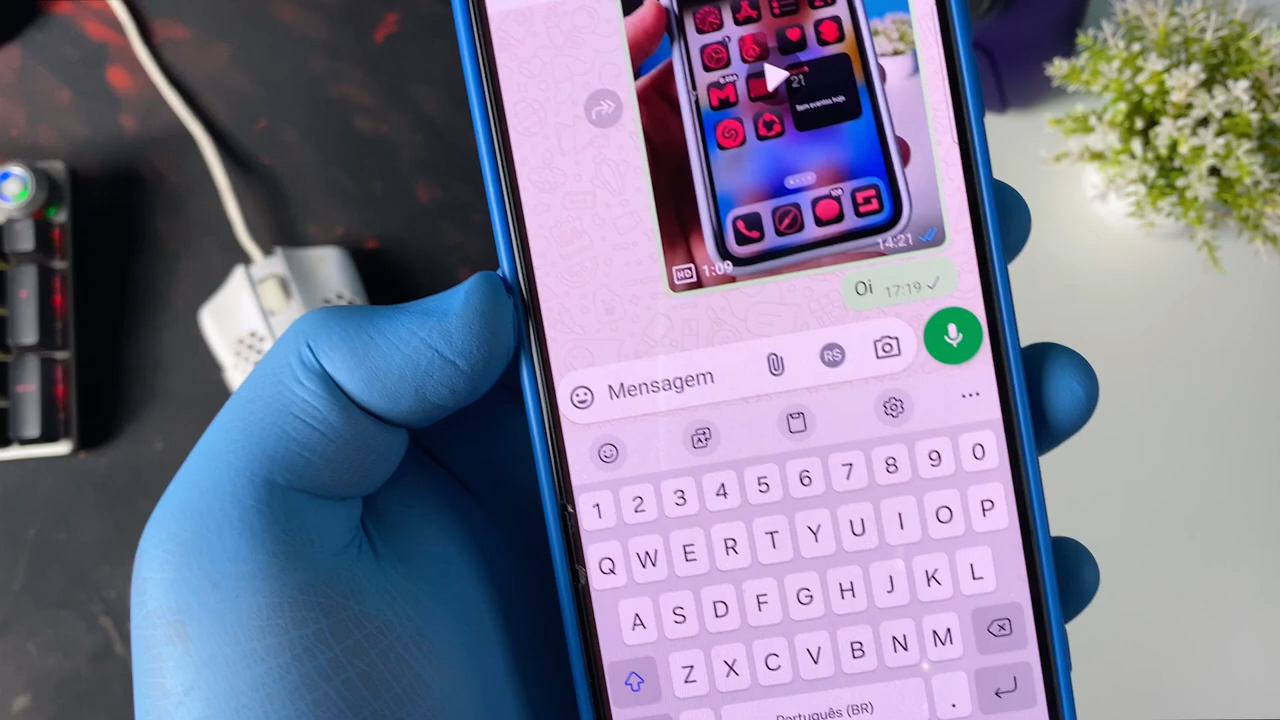 21
Sem eventos hoje
HD 1:09
14:21
Oi 17:19
Mensagem RS
1 2 3 4 5 6 7 8 9 0
Q W E R T Y U I O P
A S D F G H J K L
Z X C V B N M
Português (BR) .